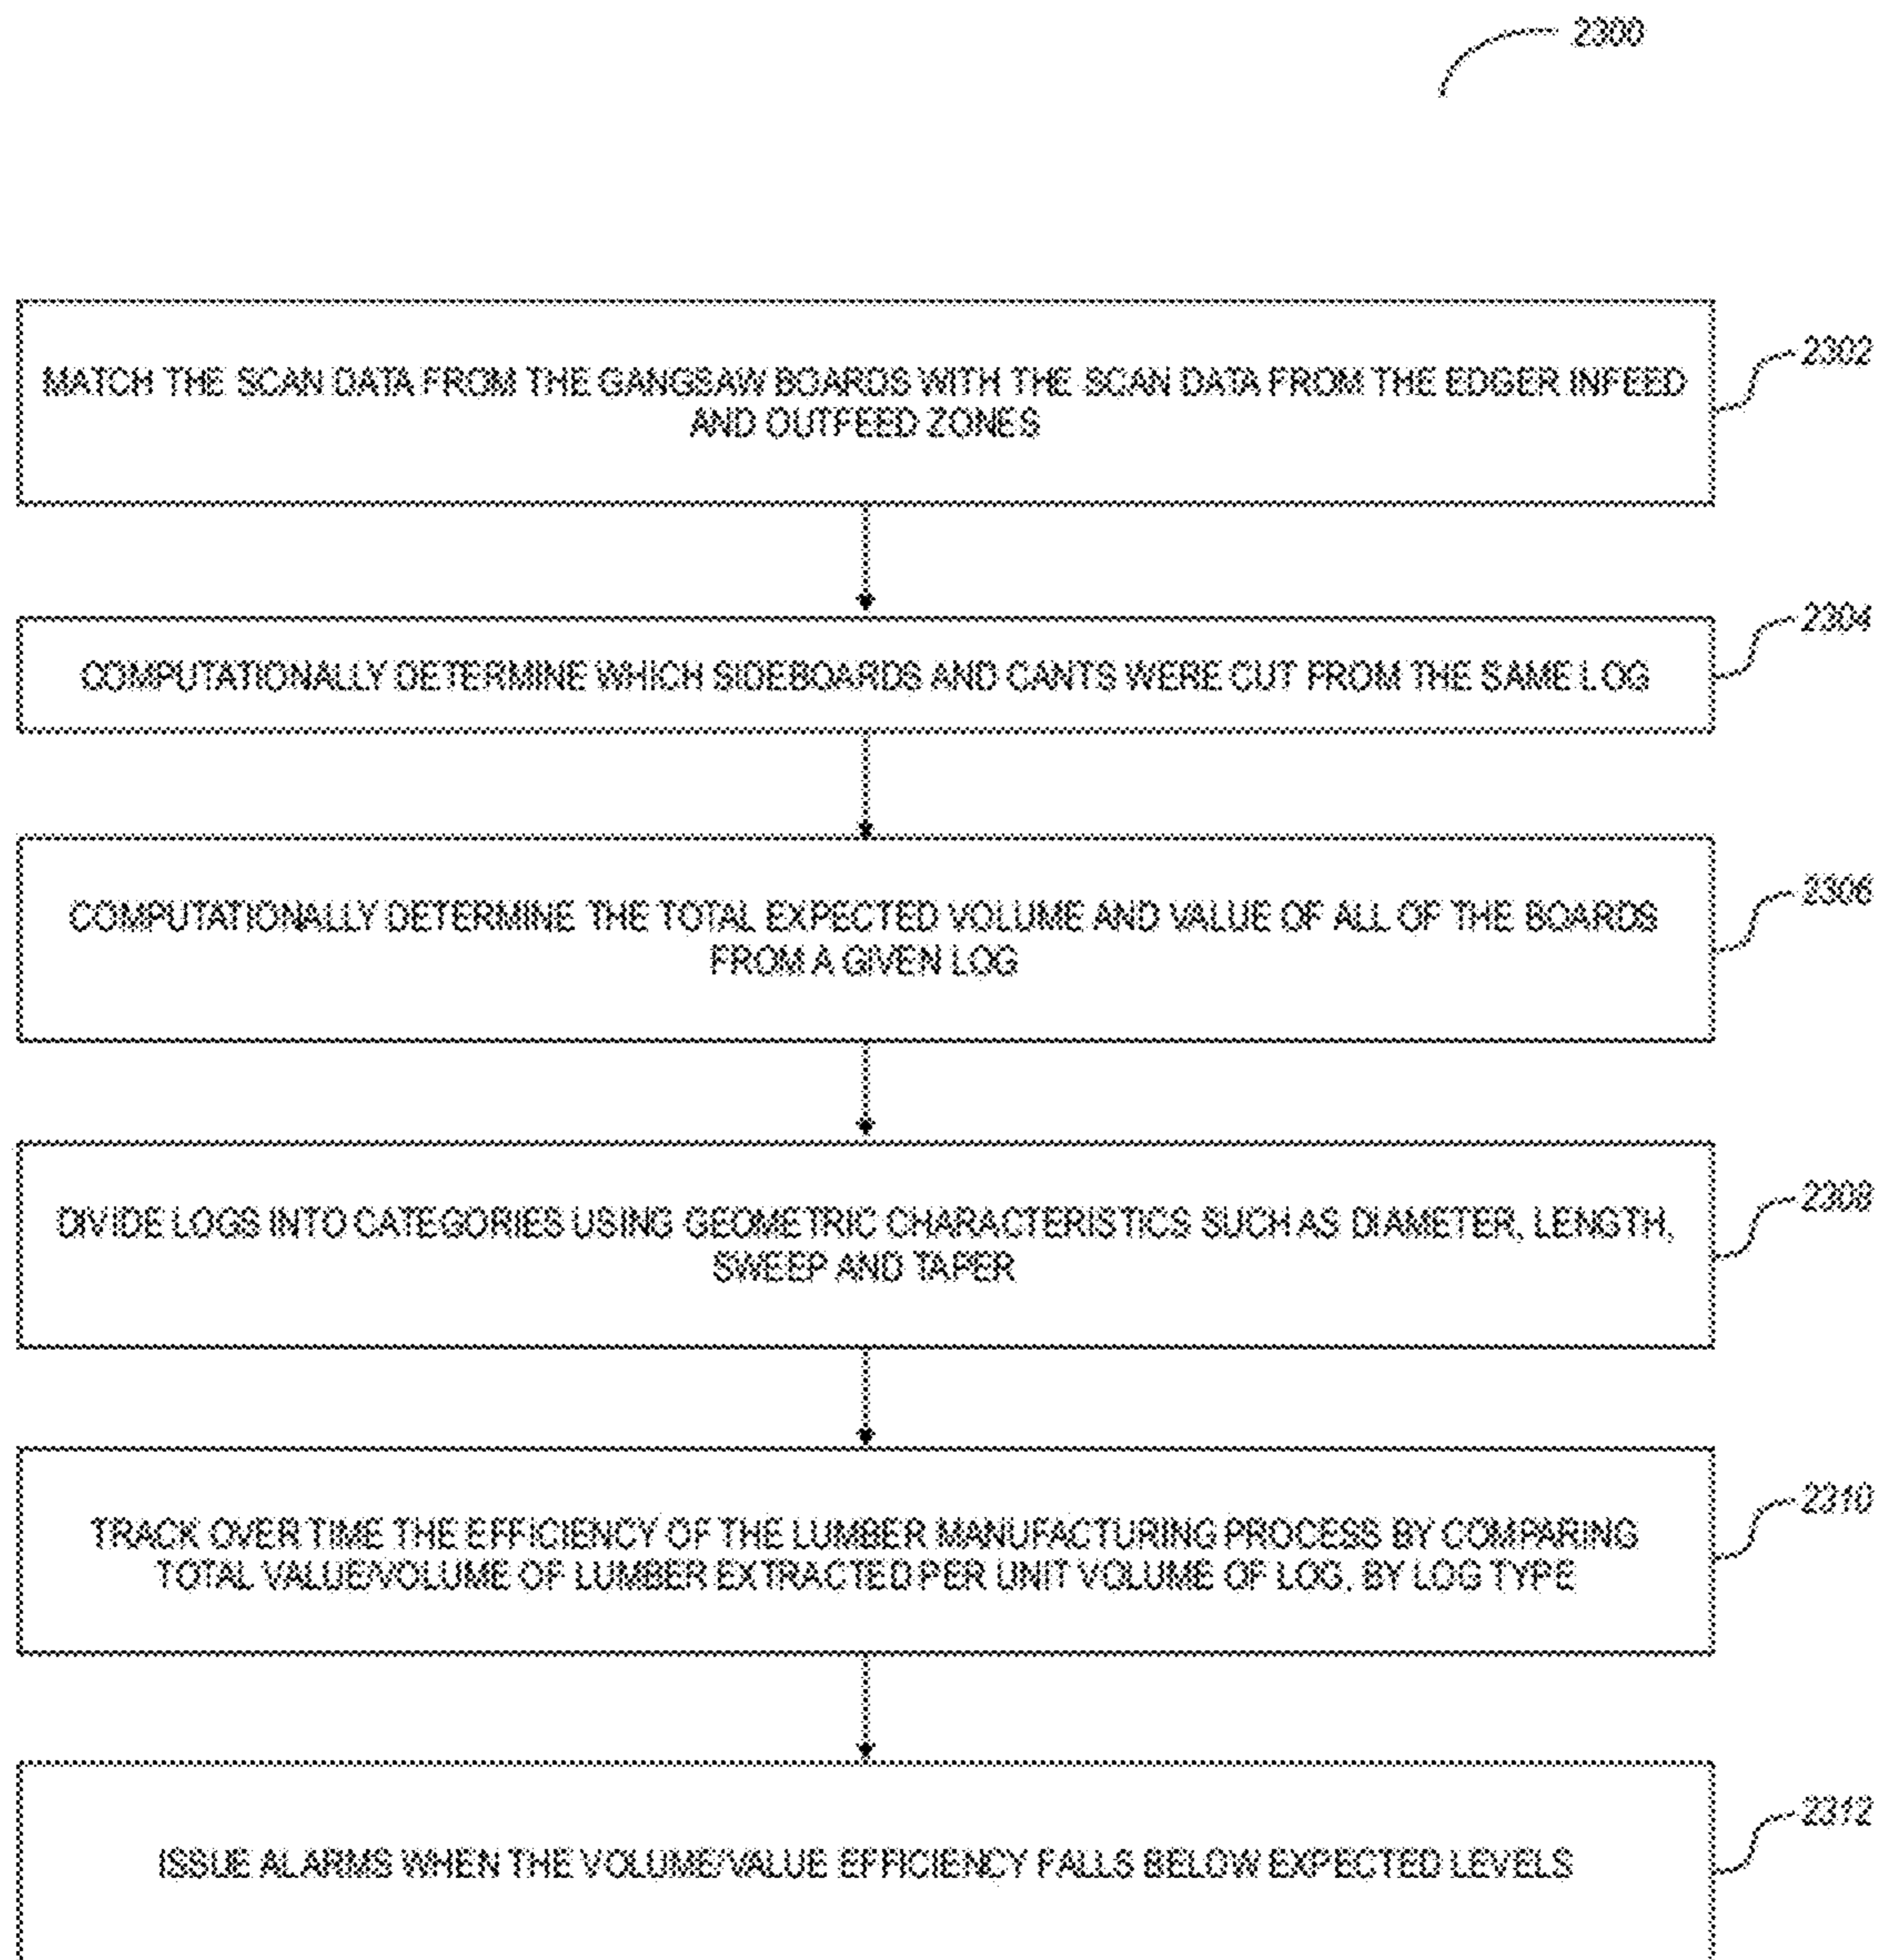 2300
MATCH THE SCAN DATA FROM THE GANGSAW BOARDS WITH THE SCAN DATA FROM THE EDGER INFEED
AND OUTFEED ZONES
2302
COMPUTATIONALLY DETERMINE WHICH SIDEBOARDS AND CANTS WERE CUT FROM THE SAME LOG
2304
COMPUTATIONALLY DETERMINE THE TOTAL EXPECTED VOLUME AND VALUE OF ALL OF THE BOARDS
FROM A GIVEN LOG
2306
DIVIDE LOGS INTO CATEGORIES USING GEOMETRIC CHARACTERISTICS SUCH AS DIAMETER, LENGTH,
SWEEP AND TAPER
2308
TRACK OVER TIME THE EFFICIENCY OF THE LUMBER MANUFACTURING PROCESS BY COMPARING
TOTAL VALUE/VOLUME OF LUMBER EXTRACTED PER UNIT VOLUME OF LOG, BY LOG TYPE
2310
ISSUE ALARMS WHEN THE VOLUME/VALUE EFFICIENCY FALLS BELOW EXPECTED LEVELS
2312